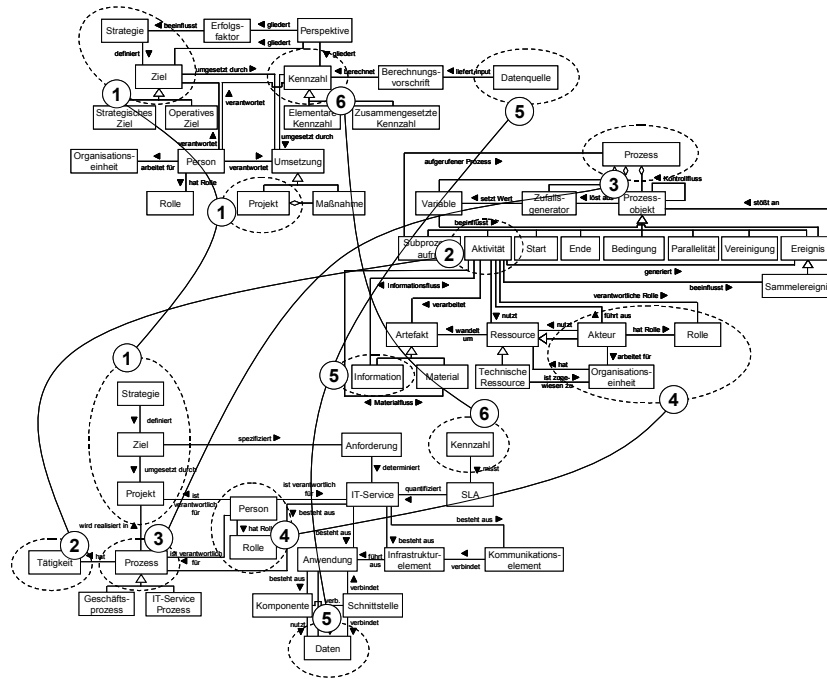 Strategie
◄ beeinflusst
Erfolgs-
faktor
◄ gliedert
Perspektive
definiert ▼
◄ gliedert
▼ gliedert
Ziel
umgesetzt durch
Kennzahl
◄ berechnet
Berechnungs-
vorschrift
◄ liefert Input
Datenquelle
1
▲
verantwortet
6
5
Strategisches
Ziel
Operatives
Ziel
Elementare
Kennzahl
Zusammengesetzte
Kennzahl
▲
verantwortet
umgesetzt durch
▼
Organisations-
einheit
◄
arbeitet für
Person
►
verantwortet
Umsetzung
aufgerufener Prozess ►
Prozess
▼ hat Rolle
3
◄ Kontrollfluss
Rolle
1
Projekt
Maßnahme
Variable
◄ setzt Wert
Zufalls-
generator
◄ löst aus
Prozess-
objekt
◄ stößt an
beeinflusst ►
2
Aktivität
Start
Ende
Bedingung
Parallelität
Vereinigung
Ereignis
generiert ►
◄ Informationsfluss
beeinflusst ►
verantwortliche Rolle ►
◄ verarbeitet
▼ nutzt
▲ führt aus
Artefakt
◄ wandelt
um
Ressource
◄ nutzt
Akteur
hat Rolle ►
Rolle
1
5
Information
Material
Technische
Ressource
◄ hat
▼ arbeitet für
ist zuge-
wiesen zu
►
Organisations-
einheit
◄ Materialfluss ►
6
4
Strategie
▼ definiert
Kennzahl
Ziel
spezifiziert ►
Anforderung
▼ umgesetzt durch
▼ determiniert
▼ misst
Projekt
◄ ist
verantwortlich
für
ist verantwortlich
für ►
IT-Service
quantifiziert
◄
SLA
Person
▼ besteht aus
besteht aus ►
wird realisiert in ▲
▼ hat Rolle
4
besteht aus
▼
▼ besteht aus
2
3
Rolle
Tätigkeit
◄ hat
Prozess
ist verantwortlich
für
Anwendung
◄ führt
aus
Infrastruktur-
element
◄
verbindet
Kommunikations-
element
besteht aus
▼
▲
verbindet
Geschäfts-
prozess
IT-Service
Prozess
Komponente
verb.
Schnittstelle
5
nutzt
▼
▼
verbindet
Daten